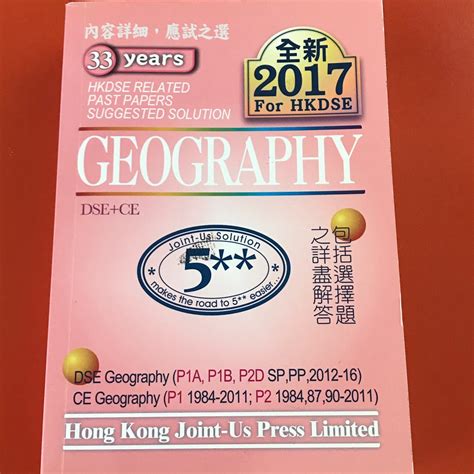 內容詳細，應試之選
33 years
HKDSE RELATED
PAST PAPERS
SUGGESTED SOLUTION
全新
2017
For HKDSE
GEOGRAPHY
DSE+CE
Joint-Us Solution
5**
makes the road to 5** easier...
包括選擇題
之詳盡解答
DSE Geography (P1A, P1B, P2D SP,PP,2012-16)
CE Geography (P1 1984-2011; P2 1984,87,90-2011)
Hong Kong Joint-Us Press Limited